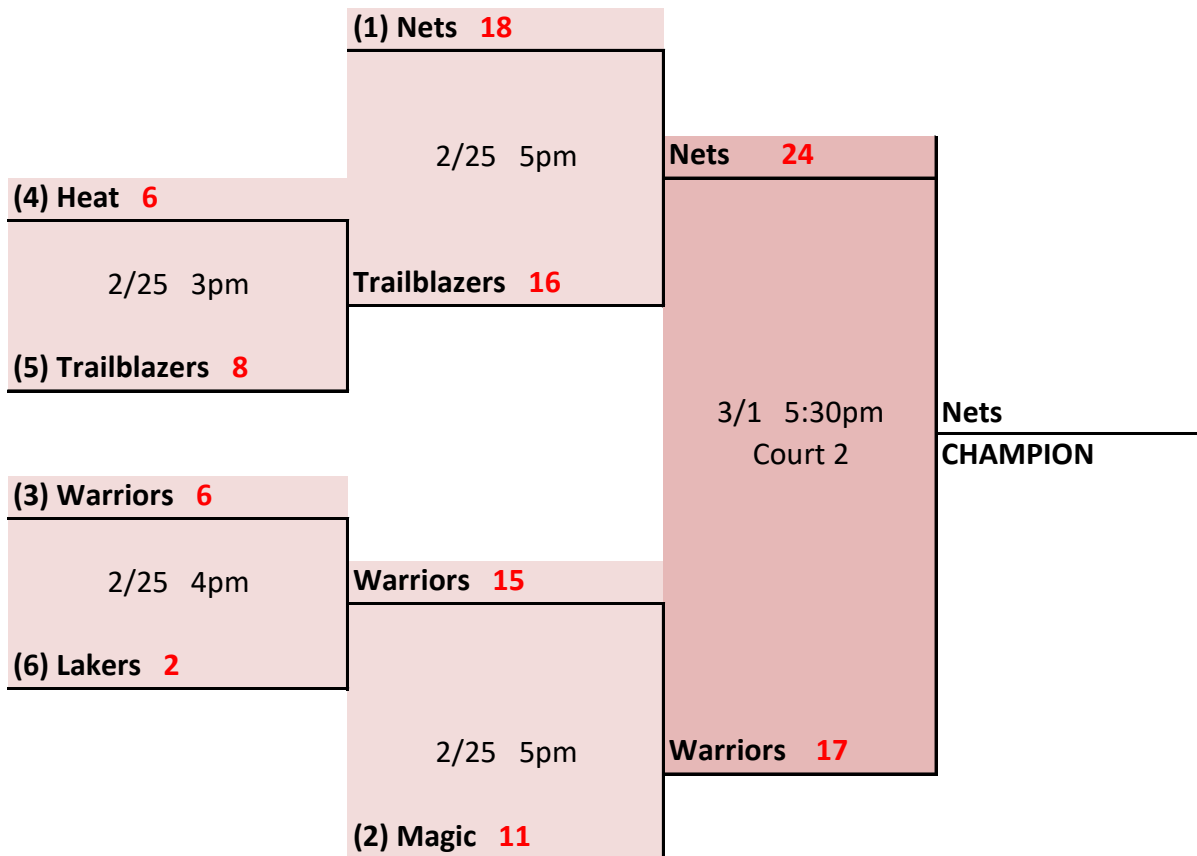 (1) Nets 18
2/25 5pm
Nets 24
(4) Heat 6
2/25 3pm
Trailblazers 16
(5) Trailblazers 8
3/1 5:30pm
Court 2
Nets
CHAMPION
(3) Warriors 6
2/25 4pm
Warriors 15
(6) Lakers 2
2/25 5pm
Warriors 17
(2) Magic 11